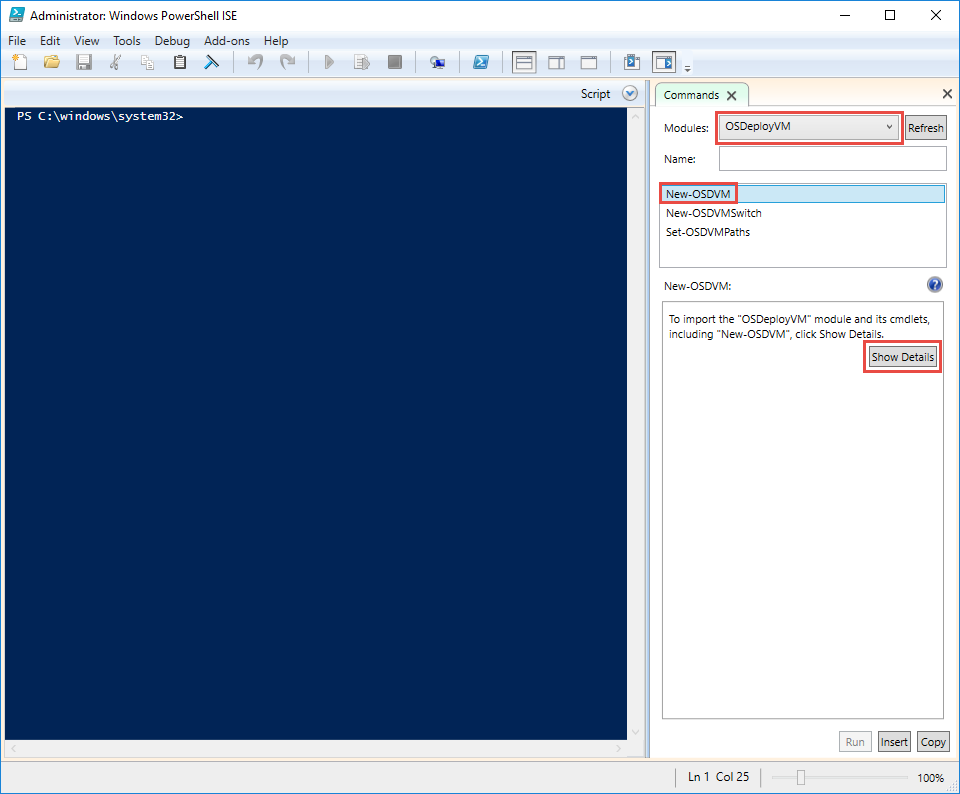 Administrator: Windows PowerShell ISE
File Edit View Tools Debug Add-ons Help
Script
PS C:\windows\system32>
Commands
Modules: OSDeployVM Refresh
Name:
New-OSDVM
New-OSDVMSwitch
Set-OSDVMPaths
New-OSDVM:
To import the "OSDeployVM" module and its cmdlets,
including "New-OSDVM", click Show Details.
Show Details
Run Insert Copy
Ln 1 Col 25 100%